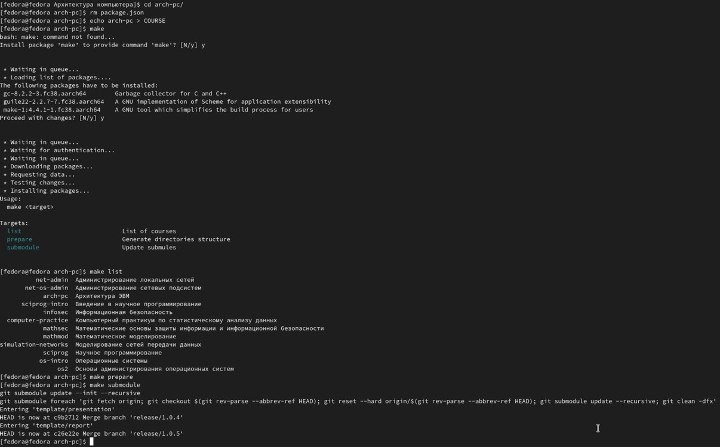 [fedora@fedora Архитектура компьютера]$ cd arch-pc/
[fedora@fedora arch-pc]$ rm package.json
[fedora@fedora arch-pc]$ echo arch-pc > COURSE
[fedora@fedora arch-pc]$ make
bash: make: command not found...
Install package 'make' to provide command 'make'? [N/y] y
* Waiting in queue...
* Loading list of packages....
The following packages have to be installed:
gc-8.2.2-3.fc38.aarch64 Garbage collector for C and C++
guile22-2.2.7-7.fc38.aarch64 A GNU implementation of Scheme for application extensibility
make-1:4.4.1-1.fc38.aarch64 A GNU tool which simplifies the build process for users
Proceed with changes? [N/y] y
* Waiting in queue...
* Waiting for authentication...
* Waiting in queue...
* Downloading packages...
* Requesting data...
* Testing changes...
* Installing packages...
Usage:
make <target>
Targets:
list List of courses
prepare Generate directories structure
submodule Update submules
[fedora@fedora arch-pc]$ make list
net-admin Администрирование локальных сетей
net-os-admin Администрирование сетевых подсистем
arch-pc Архитектура ЭВМ
sciprog-intro Введение в научное программирование
infosec Информационная безопасность
computer-practice Компьютерный практикум по статистическому анализу данных
mathsec Математические основы защиты информации и информационной безопасности
mathmod Математическое моделирование
simulation-networks Моделирование сетей передачи данных
sciprog Научное программирование
os-intro Операционные системы
os2 Основы администрирования операционных систем
[fedora@fedora arch-pc]$ make prepare
[fedora@fedora arch-pc]$ make submodule
git submodule update --init --recursive
git submodule foreach 'git fetch origin; git checkout $(git rev-parse --abbrev-ref HEAD); git reset --hard origin/$(git rev-parse --abbrev-ref HEAD); git submodule update --recursive; git clean -dfx'
Entering 'template/presentation'
HEAD is now at c9b2712 Merge branch 'release/1.0.4'
Entering 'template/report'
HEAD is now at c26e22e Merge branch 'release/1.0.5'
[fedora@fedora arch-pc]$